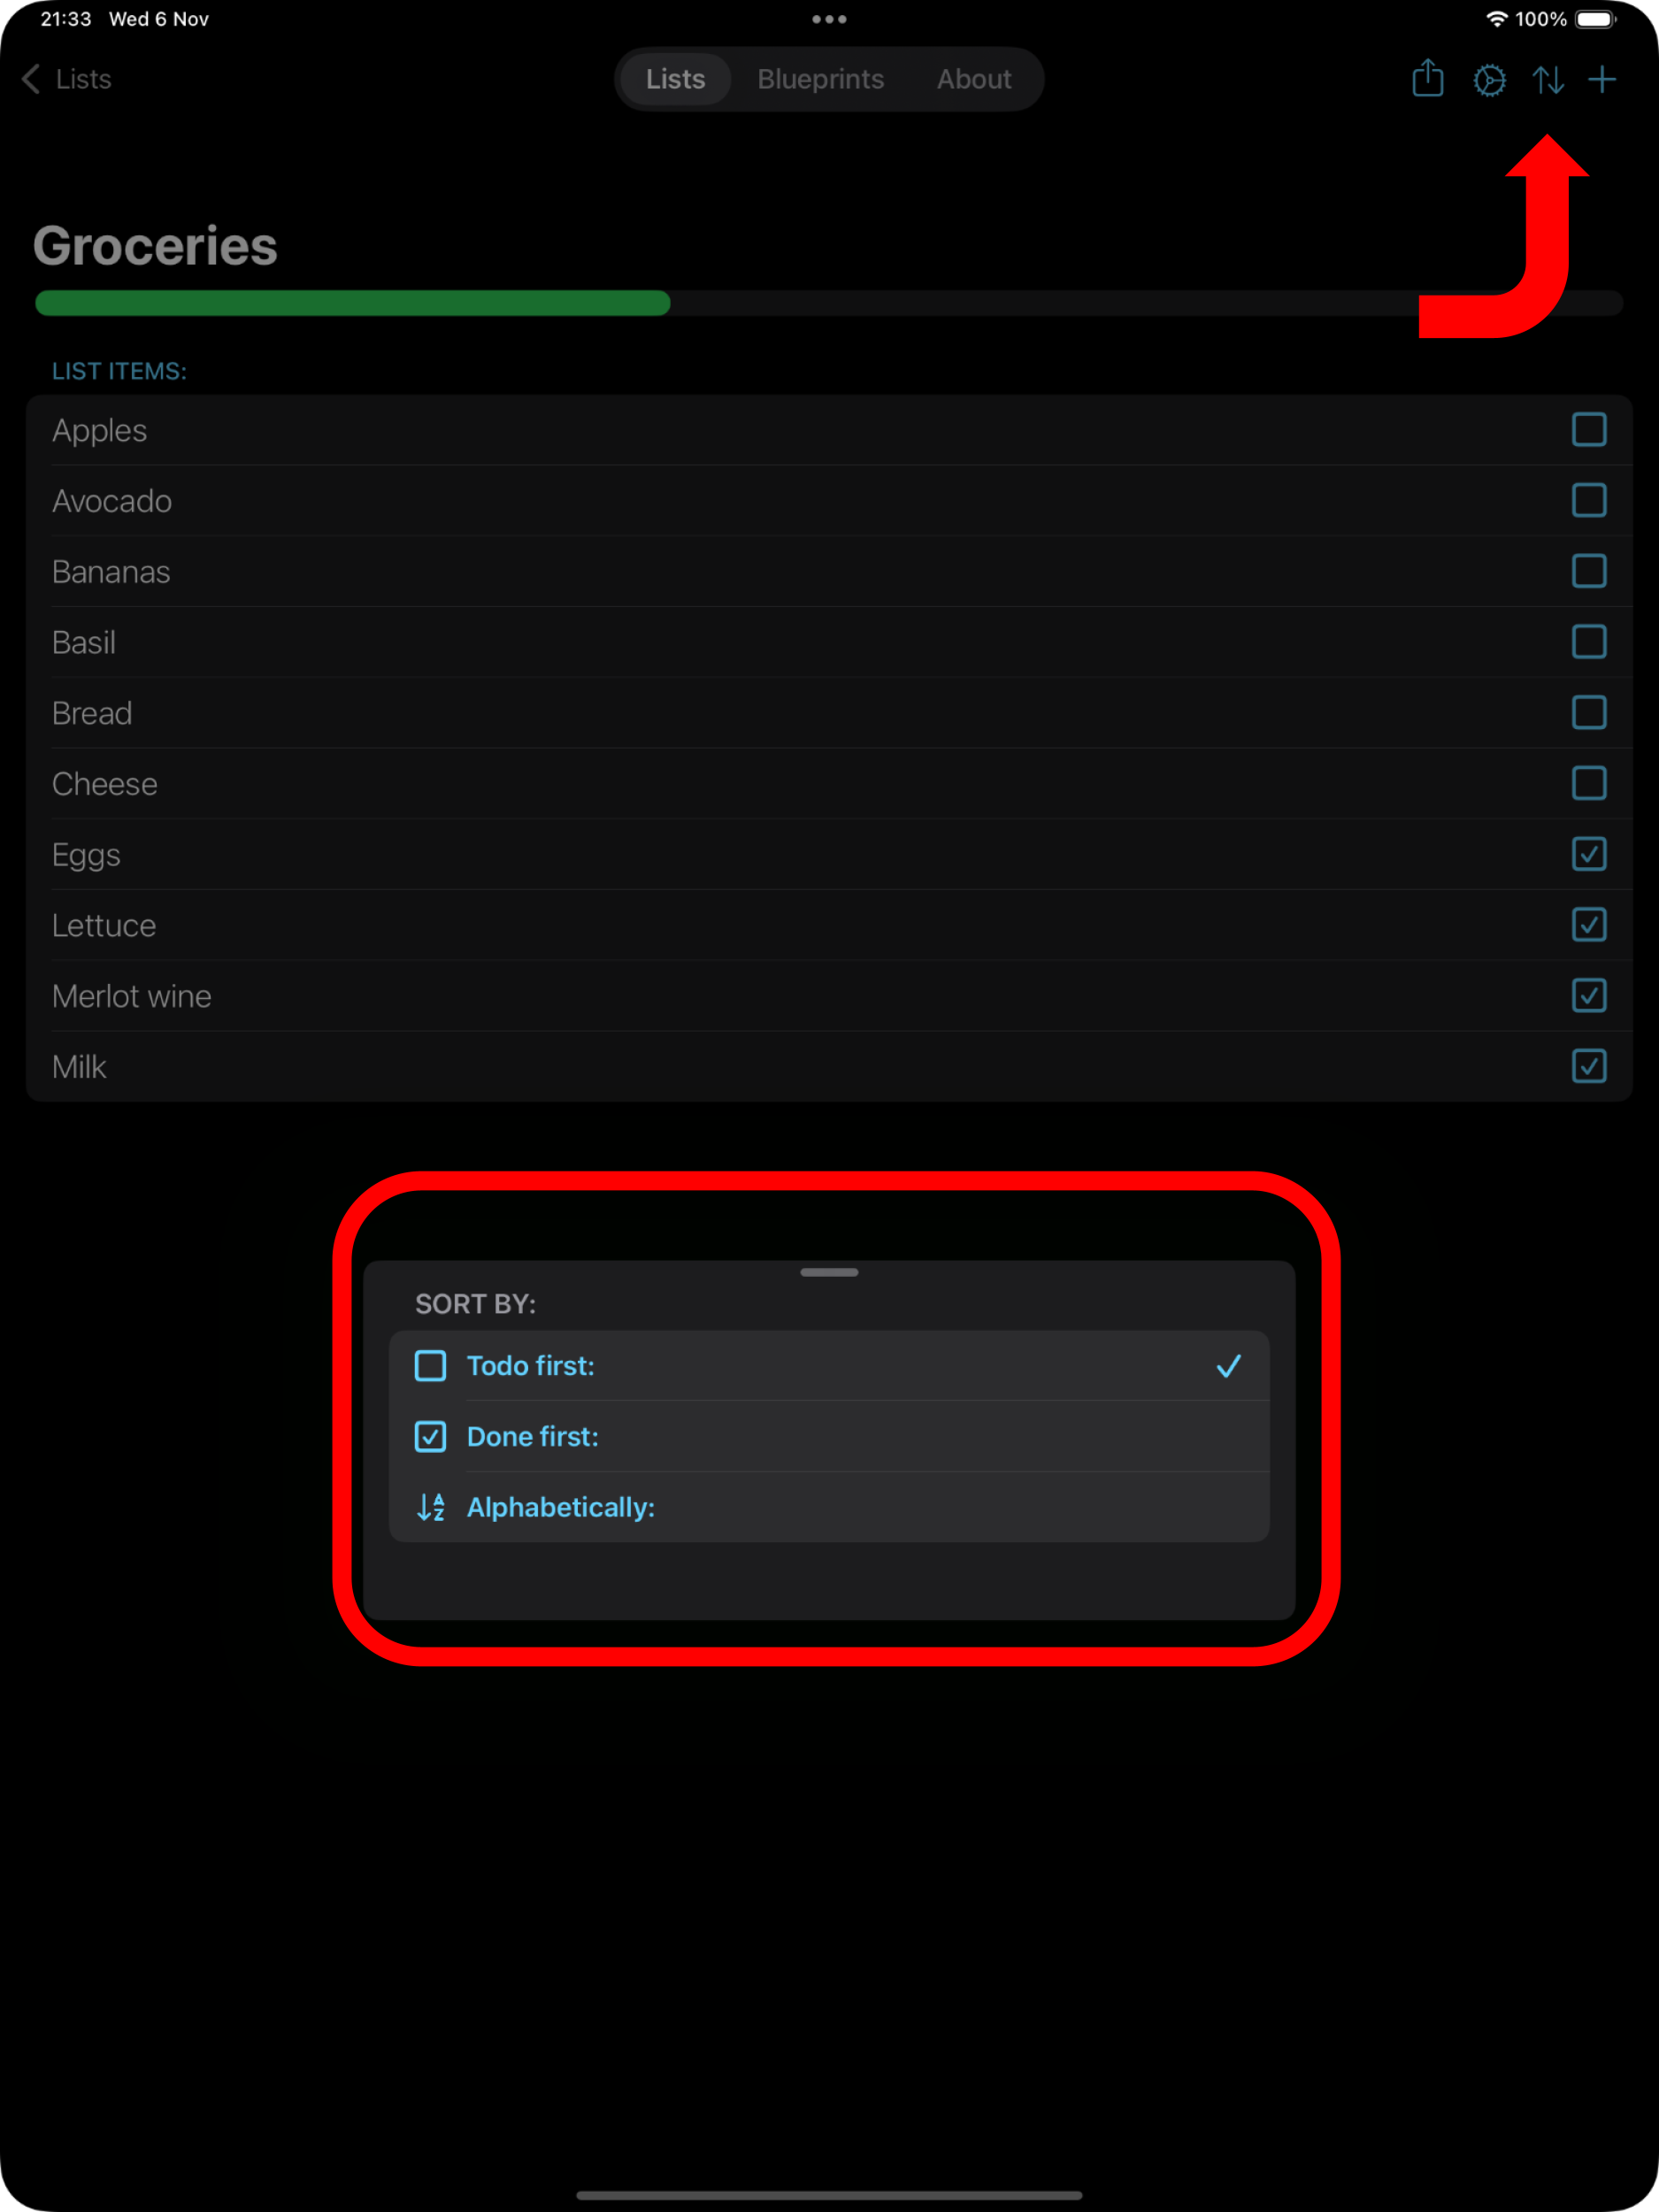 21:33 Wed 6 Nov 100%
Lists Lists Blueprints About
Groceries
LIST ITEMS:
Apples
Avocado
Bananas
Basil
Bread
Cheese
Eggs
Lettuce
Merlot wine
Milk
SORT BY:
Todo first:
Done first:
A
Z
Alphabetically: